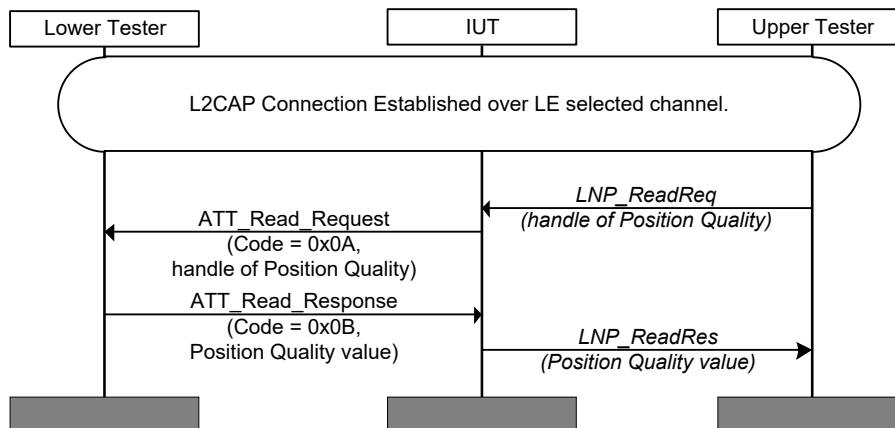 Lower Tester
IUT
Upper Tester
L2CAP Connection Established over LE selected channel.
LNP_ReadReq
(handle of Position Quality)
ATT_Read_Request
(Code = 0x0A,
handle of Position Quality)
ATT_Read_Response
(Code = 0x0B,
Position Quality value)
LNP_ReadRes
(Position Quality value)